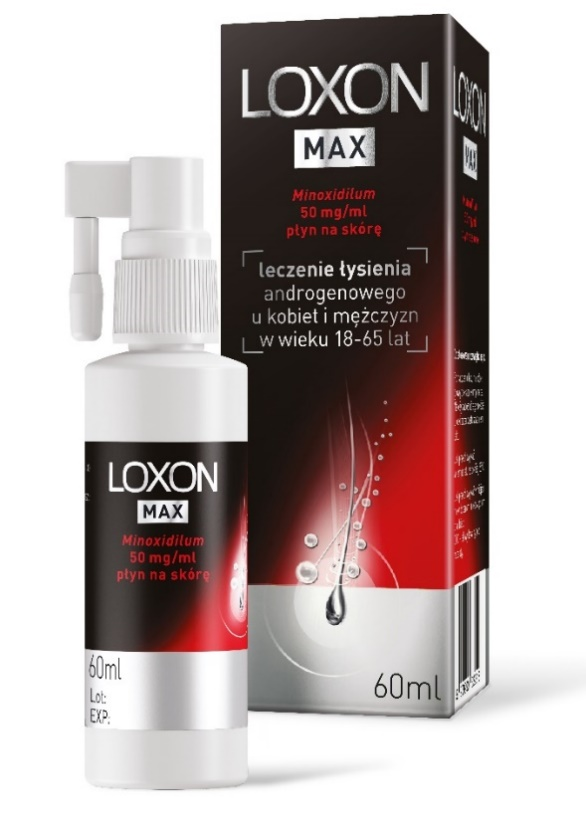 LOXON
MAX
Minoxidilum
50 mg/ml
płyn na skórę
leczenie łysienia
androgenowego
u kobiet i mężczyzn
w wieku 18-65 lat
60ml
LOXON
MAX
LOXON
MAX
Minoxidilum
50 mg/ml
płyn na skórę
60ml
Lot:
EXP: